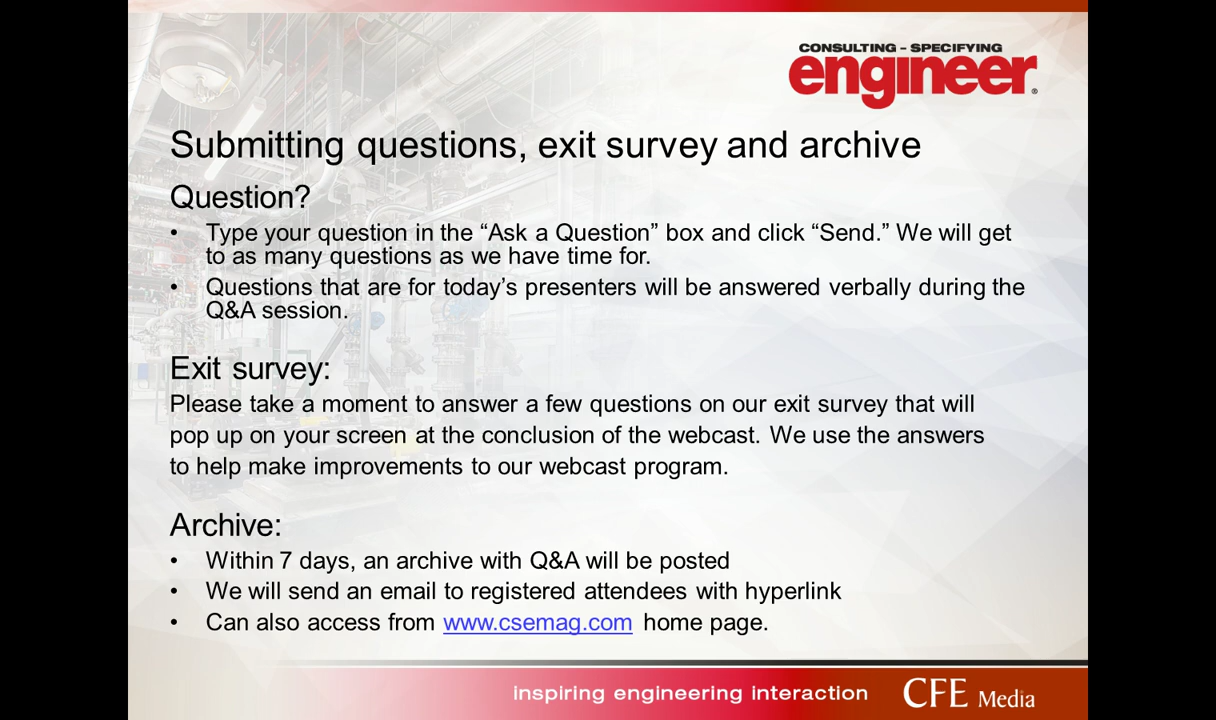 CONSULTING - SPECIFYING
engineer®
Submitting questions, exit survey and archive
Question?
• Type your question in the “Ask a Question” box and click “Send.” We will get
to as many questions as we have time for.
• Questions that are for today’s presenters will be answered verbally during the
Q&A session.
Exit survey:
Please take a moment to answer a few questions on our exit survey that will
pop up on your screen at the conclusion of the webcast. We use the answers
to help make improvements to our webcast program.
Archive:
• Within 7 days, an archive with Q&A will be posted
• We will send an email to registered attendees with hyperlink
• Can also access from www.csemag.com home page.
inspiring engineering interaction
CFE Media